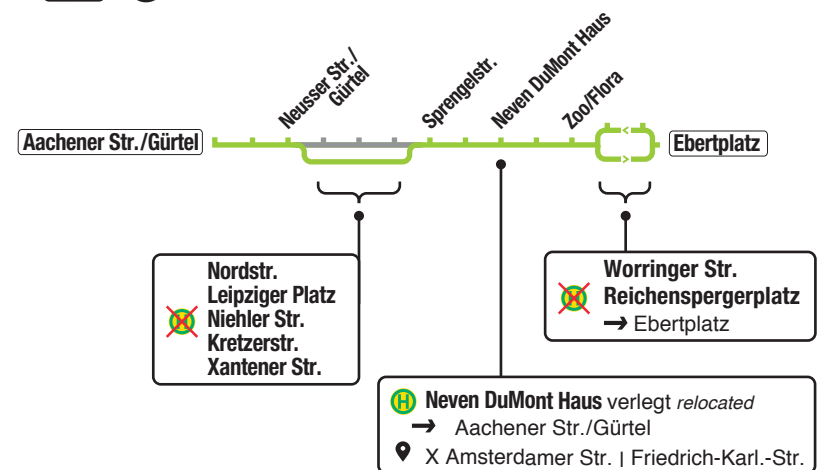 Neusser Str./
Gürtel
Sprengelstr.
Neven DuMont Haus
Zoo/Flora
Aachener Str./Gürtel
Ebertplatz
Nordstr.
Leipziger Platz
H Niehler Str.
Kretzerstr.
Xantener Str.
Worringer Str.
H Reichenspergerplatz
→ Ebertplatz
H Neven DuMont Haus verlegt relocated
→ Aachener Str./Gürtel
X Amsterdamer Str. | Friedrich-Karl.-Str.